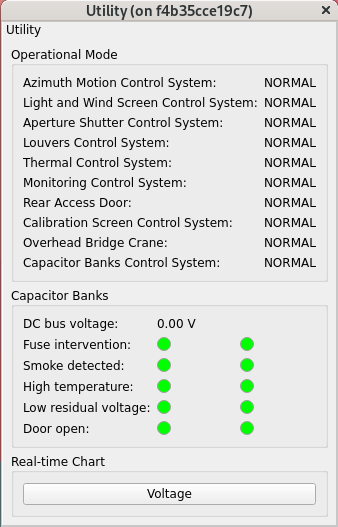 Utility (on f4b35cce19c7)
Utility
Operational Mode
Azimuth Motion Control System: NORMAL
Light and Wind Screen Control System: NORMAL
Aperture Shutter Control System: NORMAL
Louvers Control System: NORMAL
Thermal Control System: NORMAL
Monitoring Control System: NORMAL
Rear Access Door: NORMAL
Calibration Screen Control System: NORMAL
Overhead Bridge Crane: NORMAL
Capacitor Banks Control System: NORMAL
Capacitor Banks
DC bus voltage: 0.00 V
Fuse intervention:
Smoke detected:
High temperature:
Low residual voltage:
Door open:
Real-time Chart
Voltage